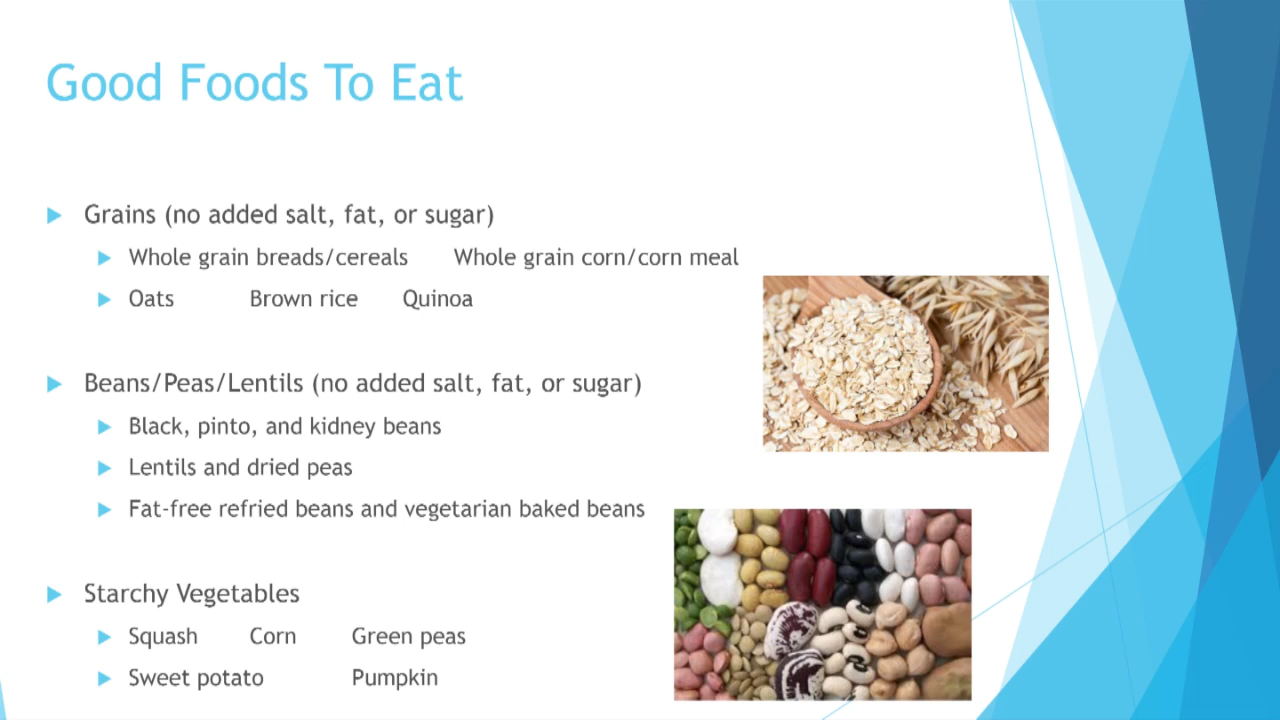 Good Foods To Eat
Grains (no added salt, fat, or sugar)
Whole grain breads/cereals Whole grain corn/corn meal
Oats Brown rice Quinoa
Beans/Peas/Lentils (no added salt, fat, or sugar)
Black, pinto, and kidney beans
Lentils and dried peas
Fat-free refried beans and vegetarian baked beans
Starchy Vegetables
Squash Corn Green peas
Sweet potato Pumpkin